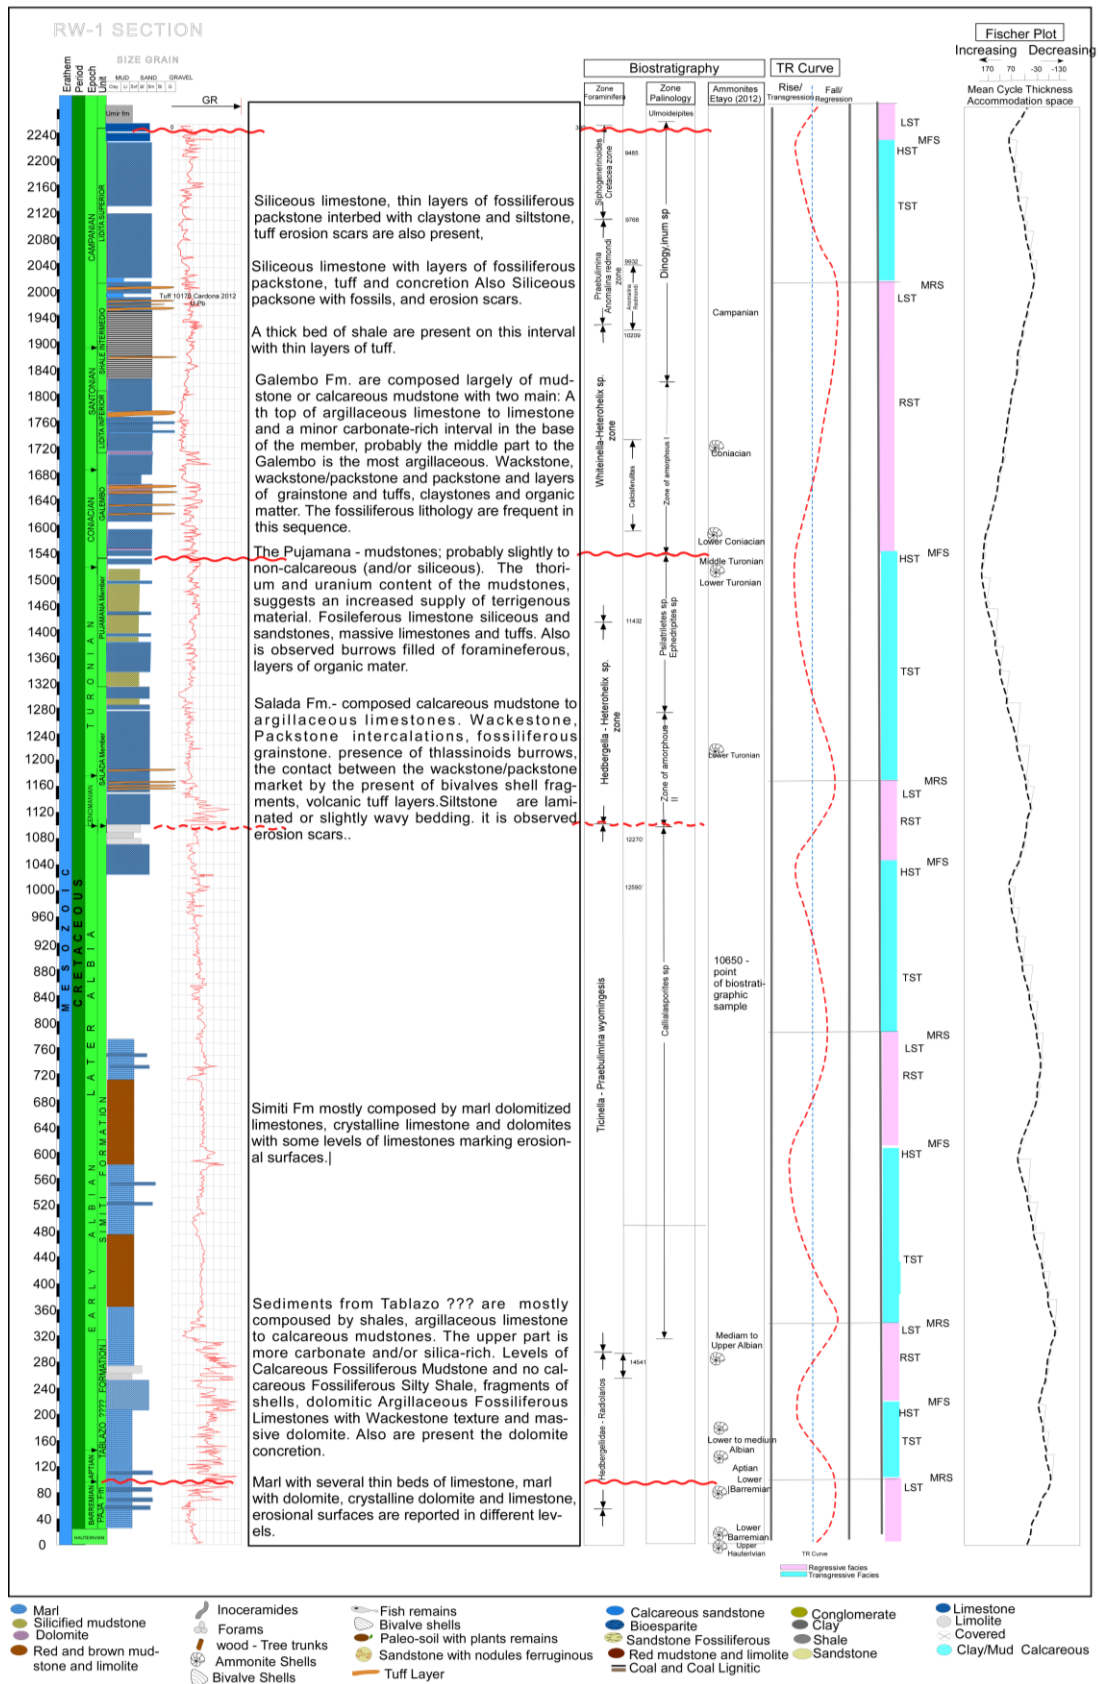 RW-1 SECTION
SIZE GRAIN
MUD SAND GRAVEL
Erathem
Period
Epoch
Unit
GR
Biostratigraphy
Zone
Foraminifera
Zone
Palinology
Ammonites
Etayo (2012)
TR Curve
Rise/
Transgression
Fall/
Regression
Fischer Plot
Increasing Decreasing
170 70 -30 -130
Mean Cycle Thickness
Accommodation space
2240
2200
2160
2120
2080
2040
2000
1940
1900
1840
1800
1760
1720
1680
1640
1600
1540
1500
1460
1400
1360
1320
1280
1240
1200
1160
1120
1080
1040
1000
960
920
880
840
800
760
720
680
640
600
560
520
480
440
400
360
320
280
240
200
160
120
80
40
0
MESOZOIC
CRETACEOUS
CAMPANIAN
SANTONIAN
CONIACIAN
TURONIAN
CENOMANIAN
LATER ALBIA
EARLY ALBIAN
APTIAN
BARREMIAN
HAUTERIVIAN
Umir fm
LIDITA SUPERIOR
SHALE INTERMEDIO
LIDITA INFERIOR
GALEMBO
PUJAMANA Member
SALADA Member
SIMITI FORMATION
TABLAZO ???? FORMATION
PAJA Fm
Tuff 10170 Cardona 2012
U Pb
Siliceous limestone, thin layers of fossiliferous
packstone interbed with claystone and siltstone,
tuff erosion scars are also present,
Siliceous limestone with layers of fossiliferous
packstone, tuff and concretion Also Siliceous
packsone with fossils, and erosion scars.
A thick bed of shale are present on this interval
with thin layers of tuff.
Galembo Fm. are composed largely of mud-
stone or calcareous mudstone with two main: A
th top of argillaceous limestone to limestone
and a minor carbonate-rich interval in the base
of the member, probably the middle part to the
Galembo is the most argillaceous. Wackstone,
wackstone/packstone and packstone and layers
of grainstone and tuffs, claystones and organic
matter. The fossiliferous lithology are frequent in
this sequence.
The Pujamana - mudstones; probably slightly to
non-calcareous (and/or siliceous). The thori-
um and uranium content of the mudstones,
suggests an increased supply of terrigenous
material. Fosileferous limestone siliceous and
sandstones, massive limestones and tuffs. Also
is observed burrows filled of foramineferous,
layers of organic mater.
Salada Fm.- composed calcareous mudstone to
argillaceous limestones. Wackestone,
Packstone intercalations, fossiliferous
grainstone. presence of thlassinoids burrows,
the contact between the wackstone/packstone
market by the present of bivalves shell frag-
ments, volcanic tuff layers.Siltstone are lami-
nated or slightly wavy bedding. it is observed
erosion scars..
Simiti Fm mostly composed by marl dolomitized
limestones, crystalline limestone and dolomites
with some levels of limestones marking erosion-
al surfaces.|
Sediments from Tablazo ??? are mostly
compoused by shales, argillaceous limestone
to calcareous mudstones. The upper part is
more carbonate and/or silica-rich. Levels of
Calcareous Fossiliferous Mudstone and no cal-
careous Fossiliferous Silty Shale, fragments of
shells, dolomitic Argillaceous Fossiliferous
Limestones with Wackestone texture and mas-
sive dolomite. Also are present the dolomite
concretion.
Marl with several thin beds of limestone, marl
with dolomite, crystalline dolomite and limestone,
erosional surfaces are reported in different lev-
els.
Siphogenerinoides
Cretacea zone
Praebulimina
Anomalina redmondi
zone
Anomalina
Redmondi
Whiteinella-Heterohelix sp.
zone
Calcisferulitas
Hedbergella - Heterohelix sp.
zone
Ticinella - Praebulimina wyomingesis
Hedbergellidae - Radiolarios
9485
9768
9932
10209
11432
12270
12590
14541
Ulmoideipites
Dinogy,inum sp
Zone of amorphous I
Psilatriletes sp
Ephedripites sp
Zone of amorphous
II
Callialasporites sp
Campanian
Coniacian
Lower Coniacian
Middle Turonian
Lower Turonian
Lower Turonian
10650 -
point
of biostrati-
graphic
sample
Mediam to
Upper Albian
Lower to medium
Albian
Aptian
Lower
Barremian
Lower
Barremian
Upper
Hauterivian
LST
MFS
HST
TST
MRS
LST
RST
MFS
HST
TST
MRS
LST
RST
MFS
HST
TST
MRS
LST
RST
MFS
HST
TST
MRS
LST
RST
MFS
HST
TST
MRS
LST
TR Curve
Regressive facies
Transgressive Facies
Marl
Silicified mudstone
Dolomite
Red and brown mud-
stone and limolite
Inoceramides
Forams
wood - Tree trunks
Ammonite Shells
Bivalve Shells
Fish remains
Bivalve shells
Paleo-soil with plants remains
Sandstone with nodules ferruginous
Tuff Layer
Calcareous sandstone
Bioesparite
Sandstone Fossiliferous
Red mudstone and limolite
Coal and Coal Lignitic
Conglomerate
Clay
Shale
Sandstone
Limestone
Limolite
Covered
Clay/Mud Calcareous